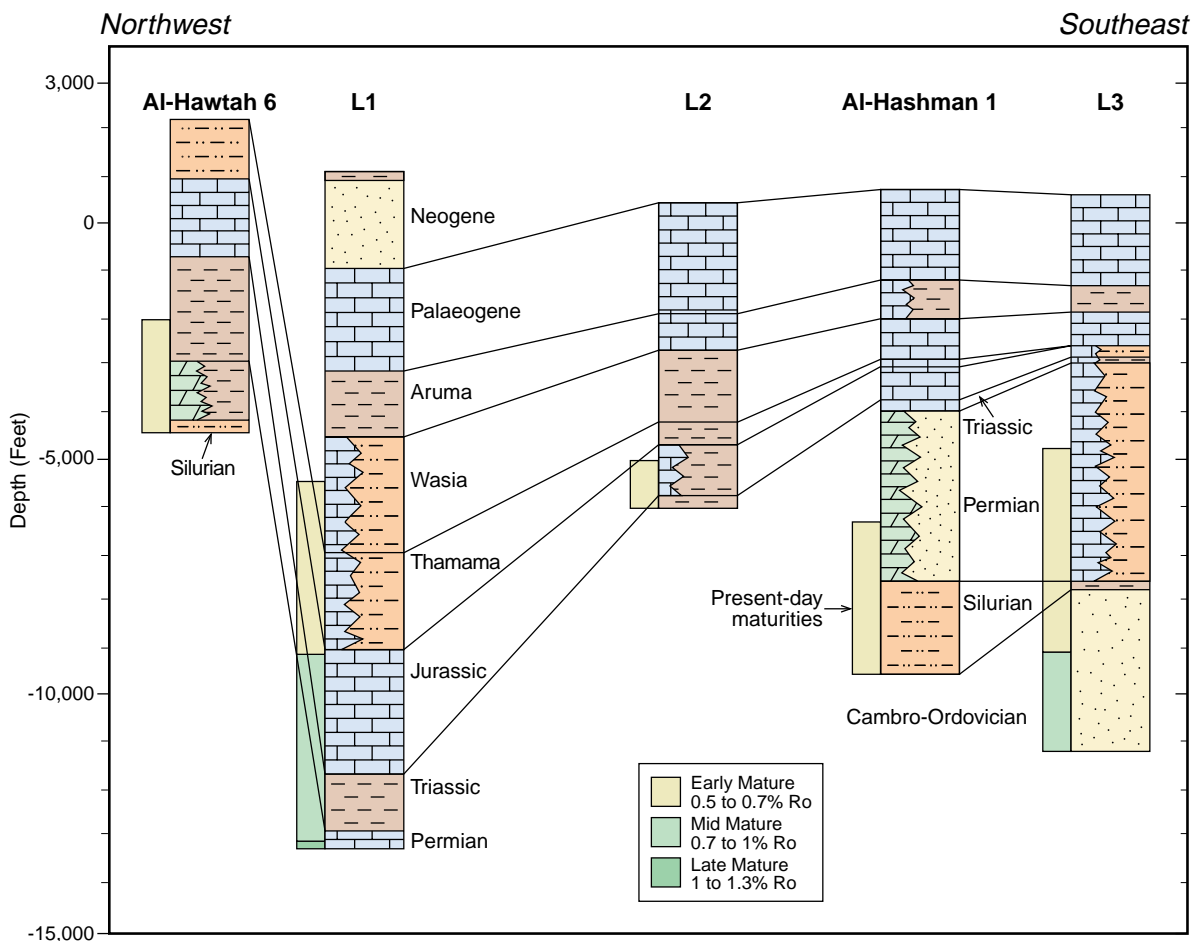 Northwest
Southeast
3,000
0
-5,000
-10,000
-15,000
Depth (Feet)
Al-Hawtah 6
L1
L2
Al-Hashman 1
L3
Silurian
Neogene
Palaeogene
Aruma
Wasia
Thamama
Jurassic
Triassic
Permian
Triassic
Permian
Silurian
Cambro-Ordovician
Present-day
maturities
Early Mature
0.5 to 0.7% Ro
Mid Mature
0.7 to 1% Ro
Late Mature
1 to 1.3% Ro